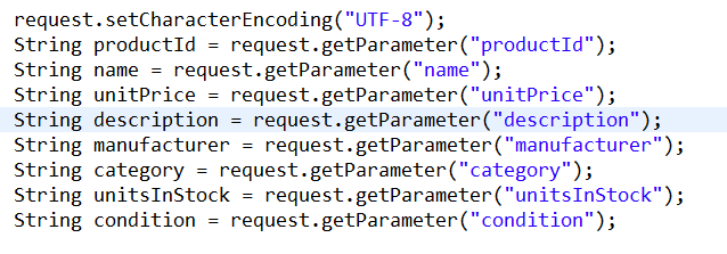 request.setCharacterEncoding("UTF-8");
String productId = request.getParameter("productId");
String name = request.getParameter("name");
String unitPrice = request.getParameter("unitPrice");
String description = request.getParameter("description");
String manufacturer = request.getParameter("manufacturer");
String category = request.getParameter("category");
String unitsInStock = request.getParameter("unitsInStock");
String condition = request.getParameter("condition");